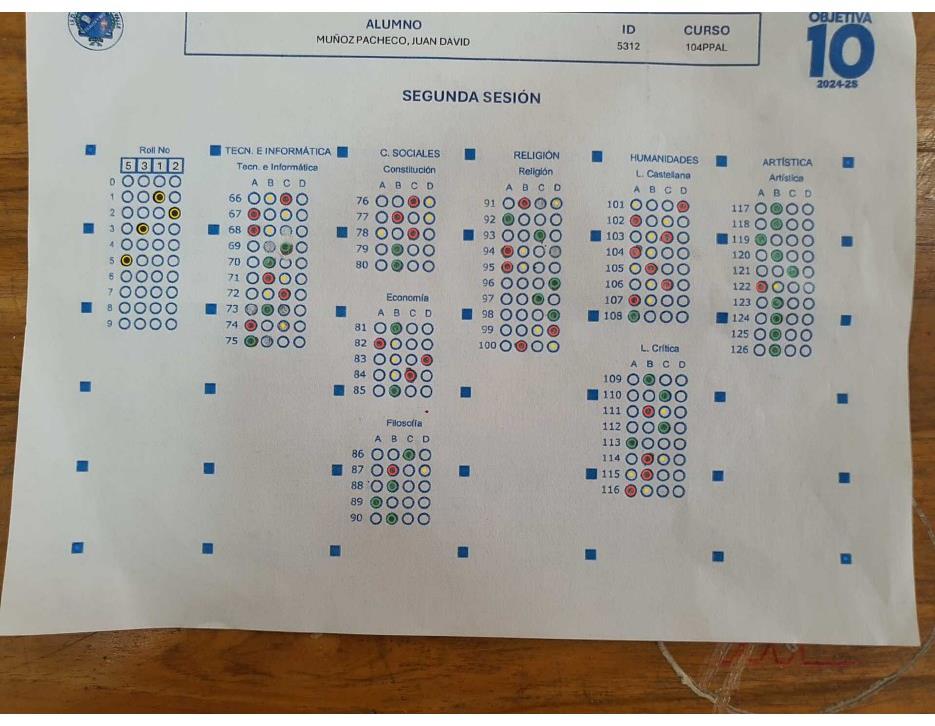 ALUMNO
MUÑOZ PACHECO, JUAN DAVID
ID
5312
CURSO
104PPAL
OBJETIVA
10
2024-25
SEGUNDA SESIÓN
Roll No
5 3 1 2
0
1
2
3
4
5
6
7
8
9
TECN. E INFORMÁTICA
Tecn. e Informática
A B C D
66
67
68
69
70
71
72
73
74
75
C. SOCIALES
Constitución
A B C D
76
77
78
79
80
Economía
A B C D
81
82
83
84
85
Filosofía
A B C D
86
87
88
89
90
RELIGIÓN
Religión
A B C D
91
92
93
94
95
96
97
98
99
100
HUMANIDADES
L. Castellana
A B C D
101
102
103
104
105
106
107
108
L. Crítica
A B C D
109
110
111
112
113
114
115
116
ARTÍSTICA
Artística
A B C D
117
118
119
120
121
122
123
124
125
126